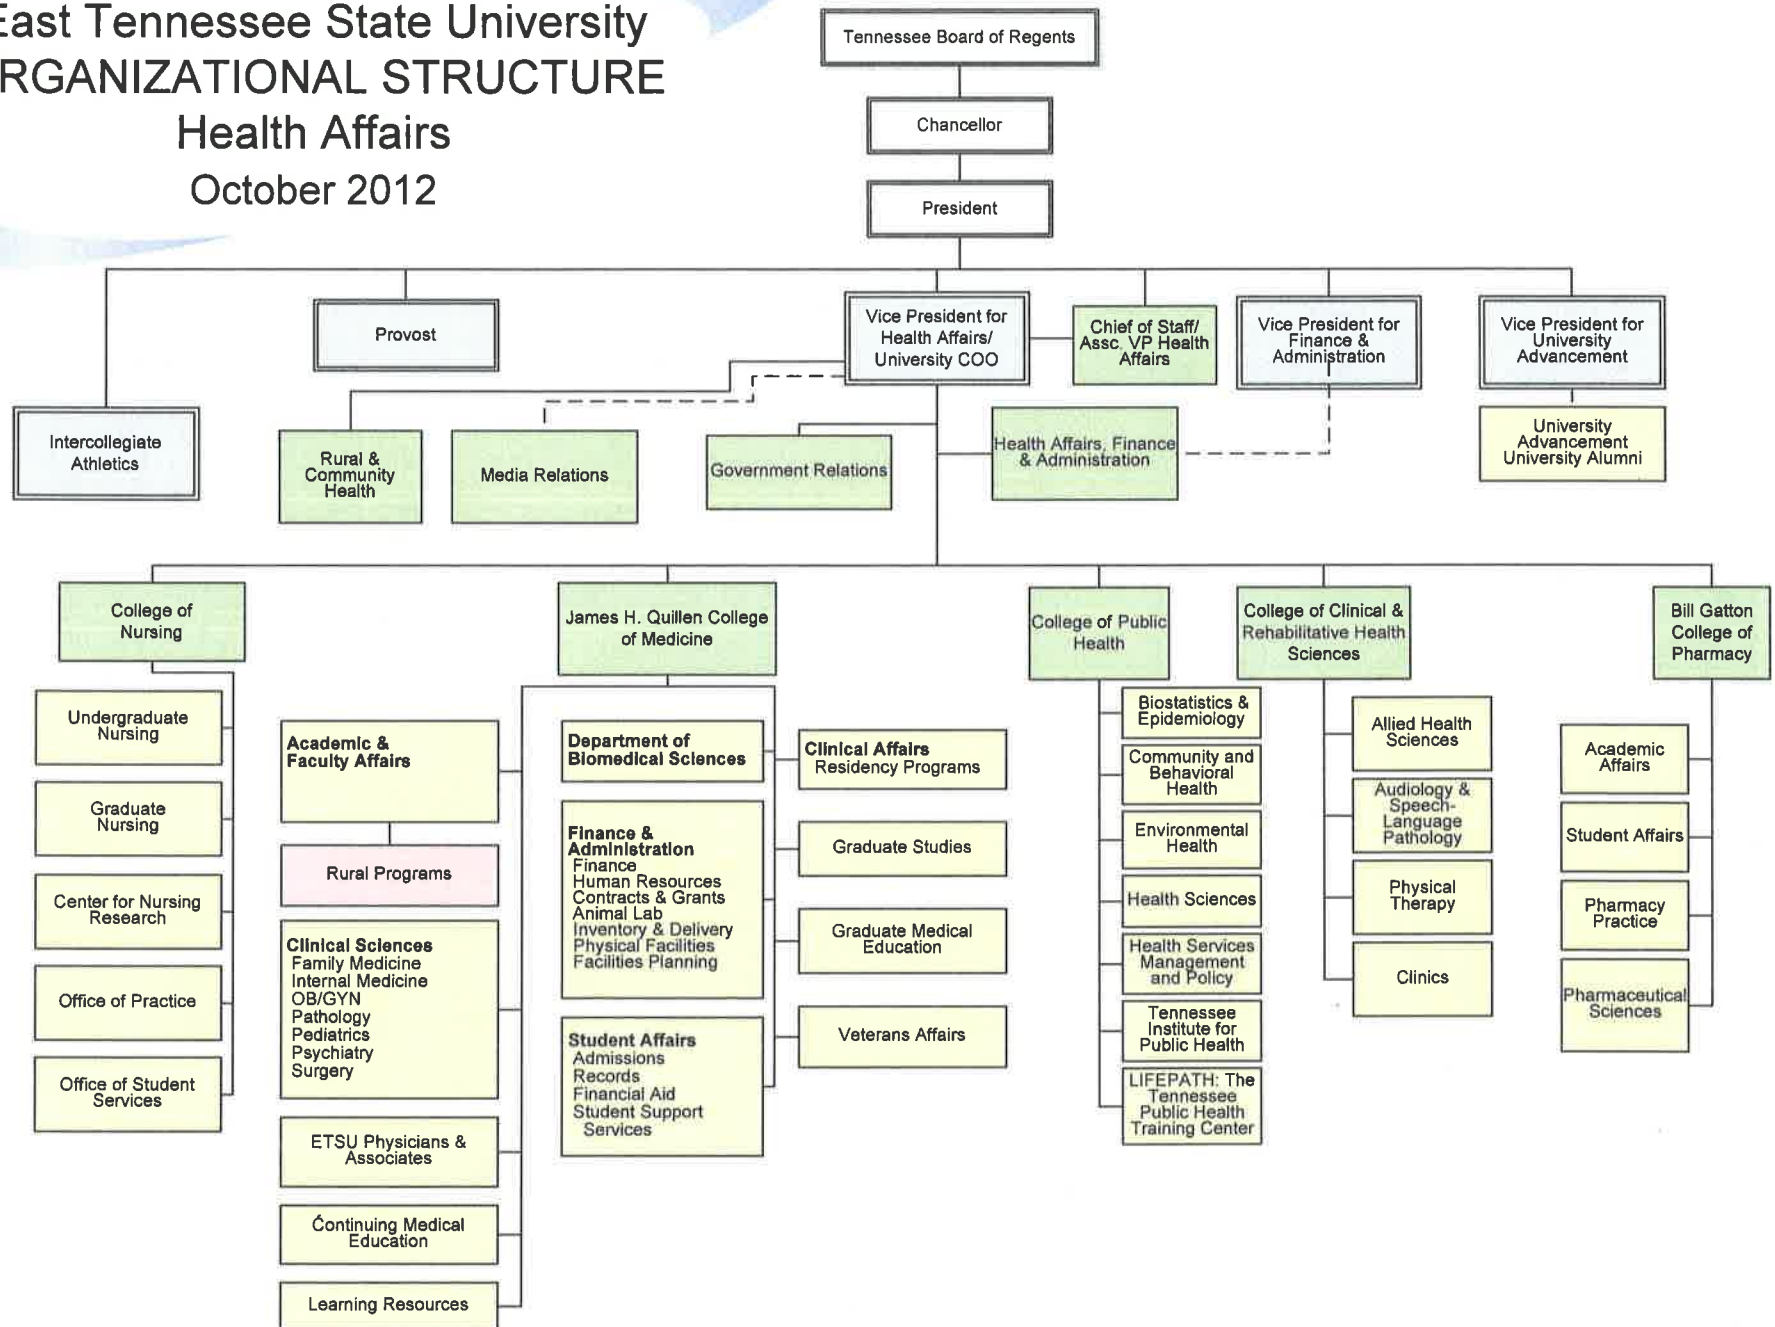 East Tennessee State University
RGANIZATIONAL STRUCTURE
Health Affairs
October 2012
Tennessee Board of Regents
Chancellor
President
Intercollegiate
Athletics
Provost
Vice President for
Health Affairs/
University COO
Chief of Staff/
Assc. VP Health
Affairs
Vice President for
Finance &
Administration
Vice President for
University
Advancement
Rural &
Community
Health
Media Relations
Government Relations
Health Affairs, Finance
& Administration
University
Advancement
University Alumni
College of
Nursing
James H. Quillen College
of Medicine
College of Public
Health
College of Clinical &
Rehabilitative Health
Sciences
Bill Gatton
College of
Pharmacy
Undergraduate
Nursing
Graduate
Nursing
Center for Nursing
Research
Office of Practice
Office of Student
Services
Academic &
Faculty Affairs
Rural Programs
Clinical Sciences
Family Medicine
Internal Medicine
OB/GYN
Pathology
Pediatrics
Psychiatry
Surgery
ETSU Physicians &
Associates
Continuing Medical
Education
Learning Resources
Department of
Biomedical Sciences
Finance &
Administration
Finance
Human Resources
Contracts & Grants
Animal Lab
Inventory & Delivery
Physical Facilities
Facilities Planning
Student Affairs
Admissions
Records
Financial Aid
Student Support
Services
Clinical Affairs
Residency Programs
Graduate Studies
Graduate Medical
Education
Veterans Affairs
Biostatistics &
Epidemiology
Community and
Behavioral
Health
Environmental
Health
Health Sciences
Health Services
Management
and Policy
Tennessee
Institute for
Public Health
LIFEPATH: The
Tennessee
Public Health
Training Center
Allied Health
Sciences
Audiology &
Speech-
Language
Pathology
Physical
Therapy
Clinics
Academic
Affairs
Student Affairs
Pharmacy
Practice
Pharmaceutical
Sciences